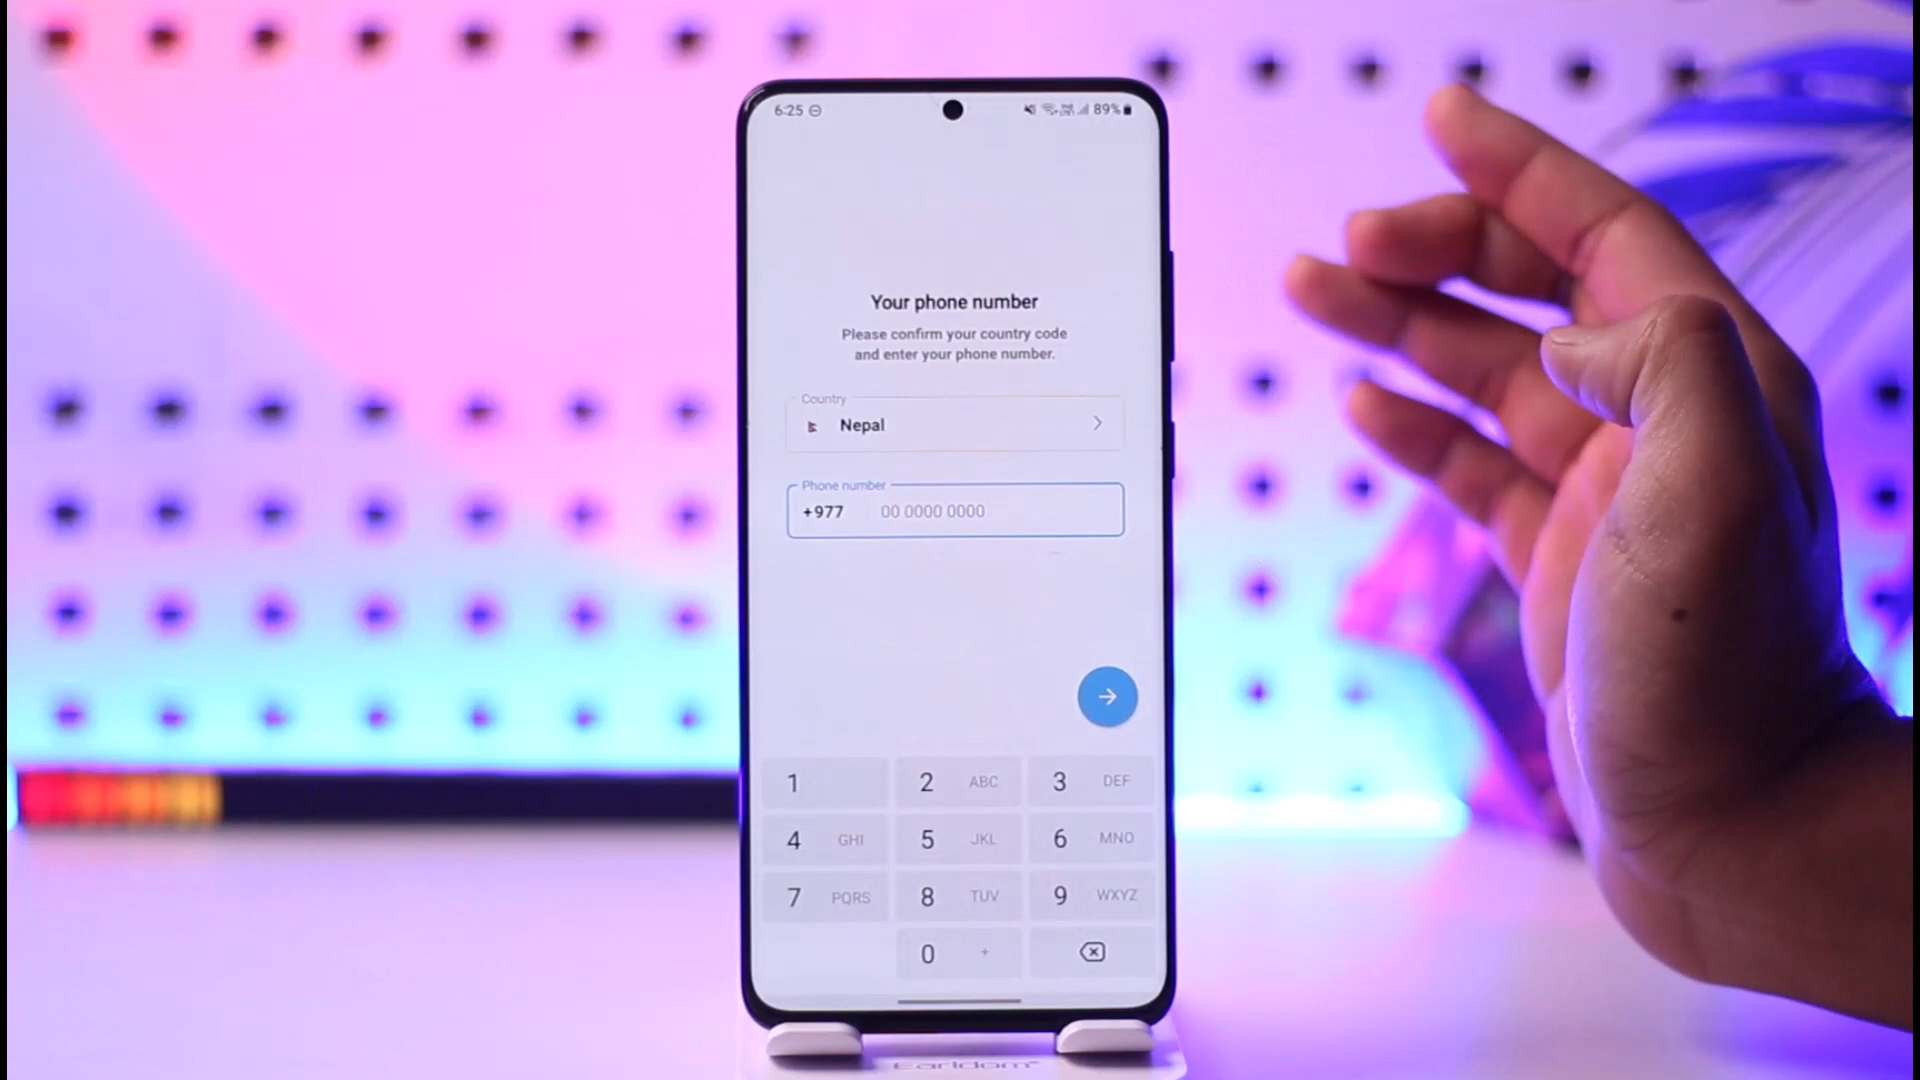 6:25
89%
Your phone number
Please confirm your country code
and enter your phone number.
Country
Nepal
Phone number
+977 00 0000 0000
1 2 ABC 3 DEF
4 GHI 5 JKL 6 MNO
7 PQRS 8 TUV 9 WXYZ
0 +
Earldom